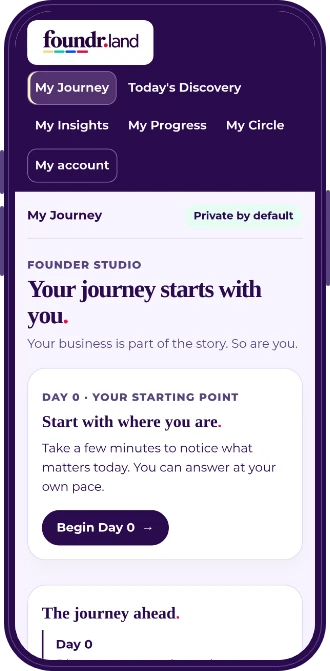 foundr.land
My Journey
Today's Discovery
My Insights
My Progress
My Circle
My account
My Journey
Private by default
FOUNDER STUDIO
Your journey starts with
you.
Your business is part of the story. So are you.
DAY 0 · YOUR STARTING POINT
Start with where you are.
Take a few minutes to notice what
matters today. You can answer at your
own pace.
Begin Day 0 →
The journey ahead.
Day 0